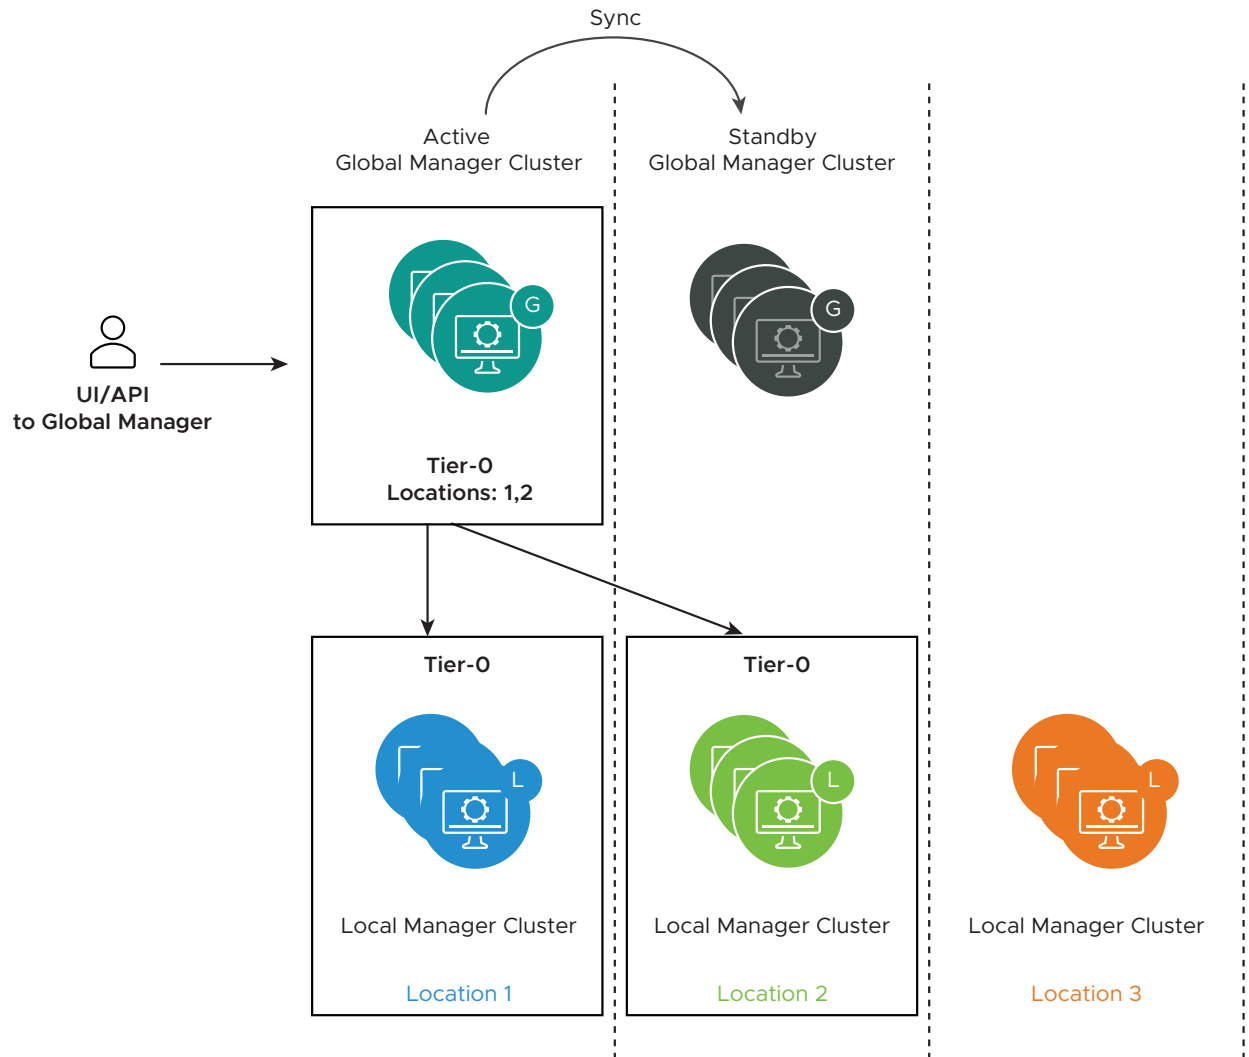 Sync
Active
Global Manager Cluster
Standby
Global Manager Cluster
G
G
UI/API
to Global Manager
Tier-0
Locations: 1,2
Tier-0
Tier-0
L
L
L
Local Manager Cluster
Local Manager Cluster
Local Manager Cluster
Location 1
Location 2
Location 3